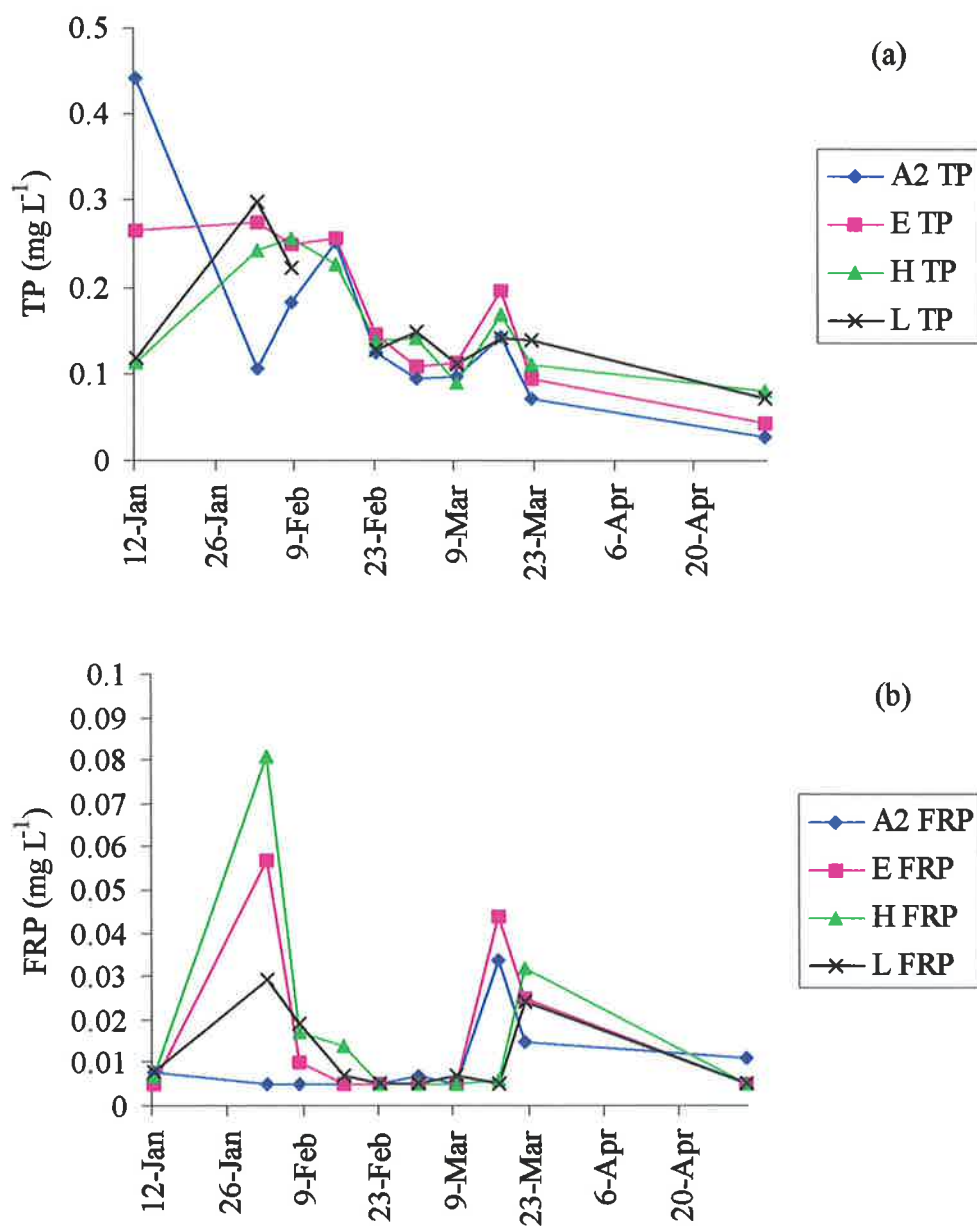 (a)
TP (mg L⁻¹)
0.5
0.4
0.3
0.2
0.1
0
12-Jan
26-Jan
9-Feb
23-Feb
9-Mar
23-Mar
6-Apr
20-Apr
A2 TP
E TP
H TP
L TP
(b)
FRP (mg L⁻¹)
0.1
0.09
0.08
0.07
0.06
0.05
0.04
0.03
0.02
0.01
0
12-Jan
26-Jan
9-Feb
23-Feb
9-Mar
23-Mar
6-Apr
20-Apr
A2 FRP
E FRP
H FRP
L FRP